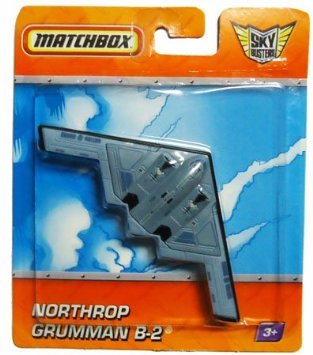 MATCHBOX
SKY
BUSTERS
NORTHROP
GRUMMAN B-2®
3+